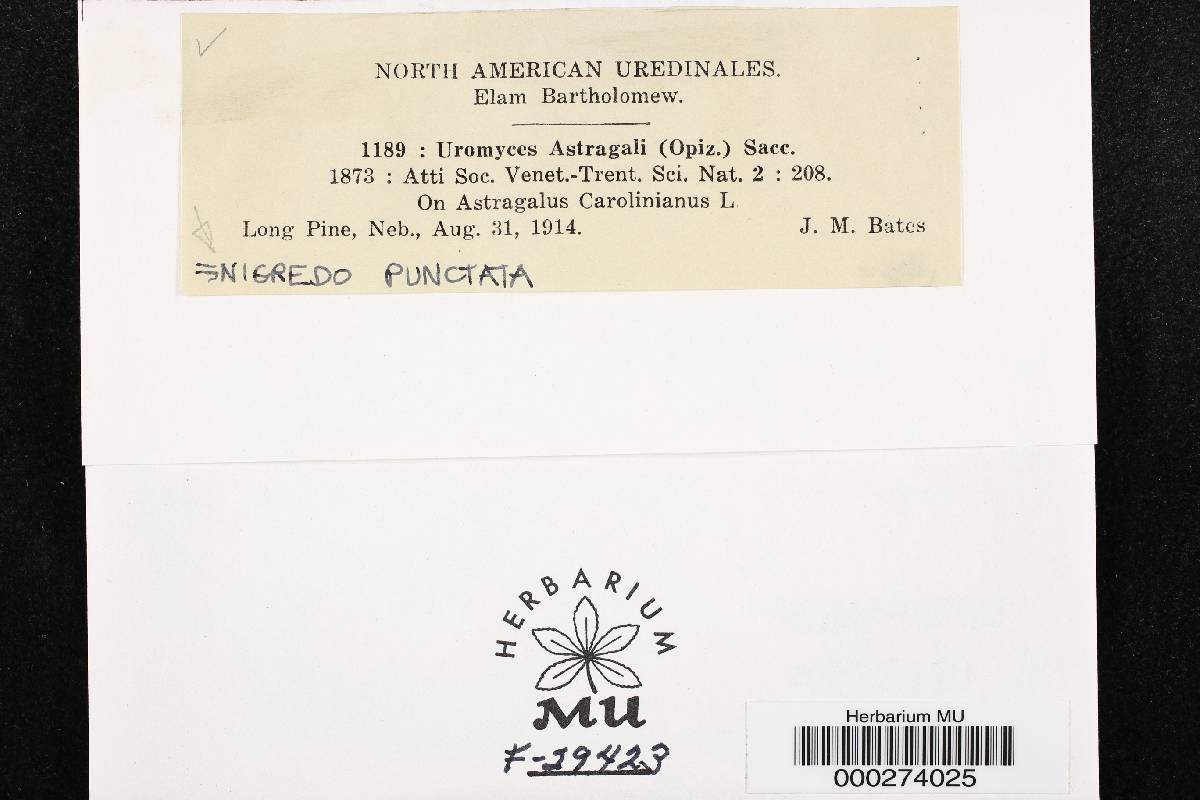 NORTH AMERICAN UREDINALES.
Elam Bartholomew.
1189 : Uromyces Astragali (Opiz.) Sacc.
1873 : Atti Soc. Venet.-Trent. Sci. Nat. 2 : 208.
On Astragalus Carolinianus L
Long Pine, Neb., Aug. 31, 1914. J. M. Bates
=NIGREDO PUNCTATA
HERBARIUM
MU
F-29423
Herbarium MU
000274025